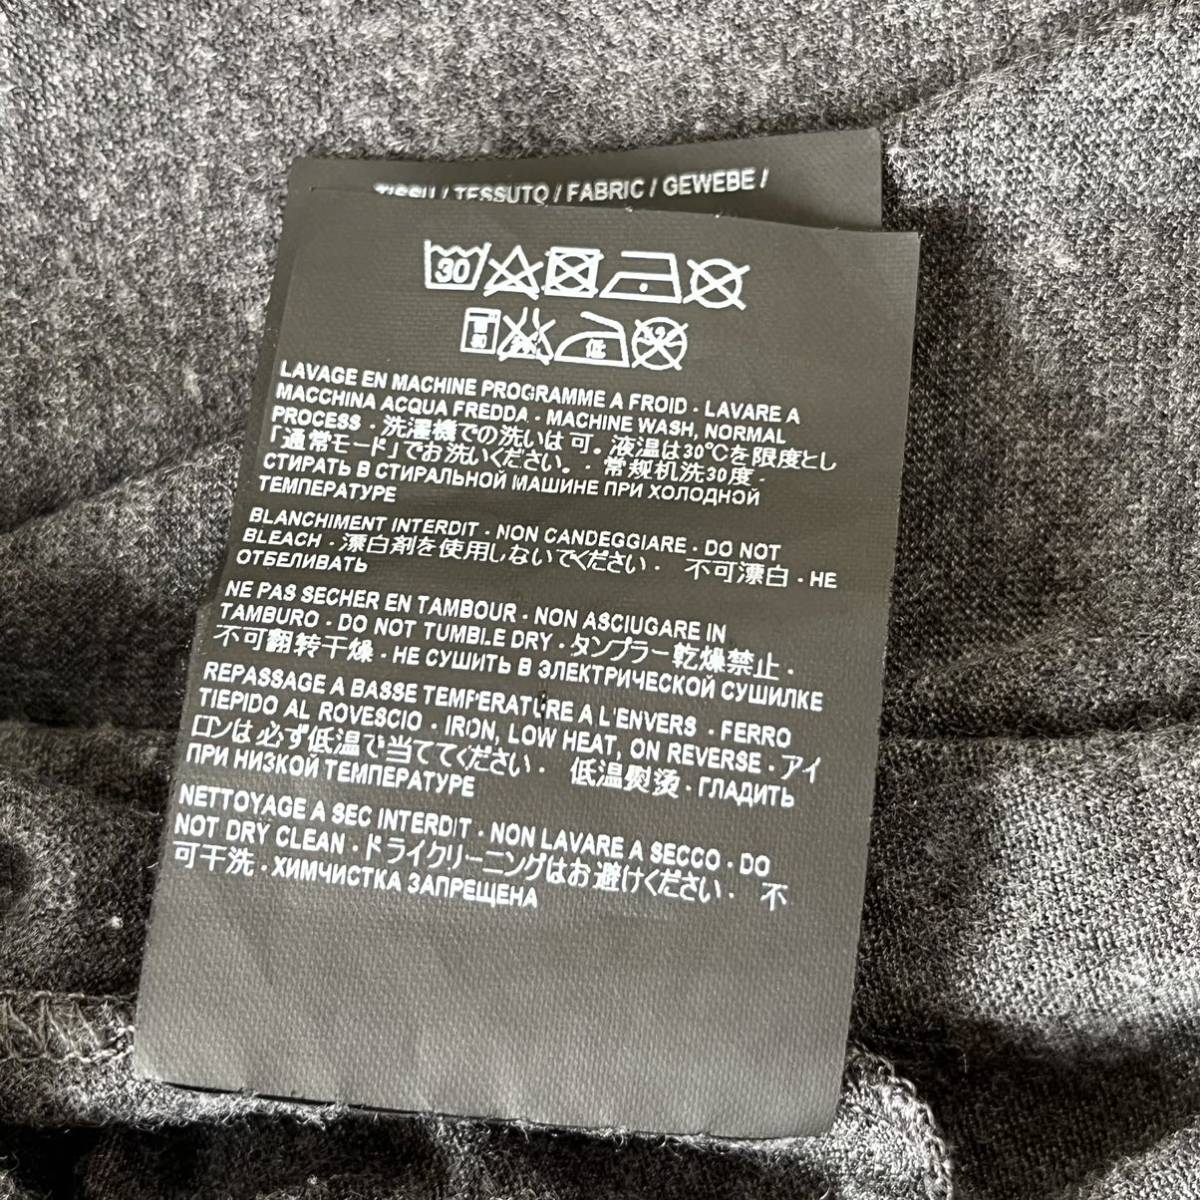 TISSU / TESSUTO / FABRIC / GEWEBE /
30
30
低
LAVAGE EN MACHINE PROGRAMME A FROID - LAVARE A
MACCHINA ACQUA FREDDA - MACHINE WASH, NORMAL
PROCESS - 洗濯機での洗いは 可。液温は30℃を限度とし
「通常モード」でお洗いください。- 常规机洗30度 -
СТИРАТЬ В СТИРАЛЬНОЙ МАШИНЕ ПРИ ХОЛОДНОЙ
ТЕМПЕРАТУРЕ
BLANCHIMENT INTERDIT - NON CANDEGGIARE - DO NOT
BLEACH - 漂白剤を使用しないでください - 不可漂白 - НЕ
ОТБЕЛИВАТЬ
NE PAS SECHER EN TAMBOUR - NON ASCIUGARE IN
TAMBURO - DO NOT TUMBLE DRY - タンブラー乾燥禁止 -
不可翻转干燥 - НЕ СУШИТЬ В ЭЛЕКТРИЧЕСКОЙ СУШИЛКЕ
REPASSAGE A BASSE TEMPERATURE A L'ENVERS - FERRO
TIEPIDO AL ROVESCIO - IRON, LOW HEAT, ON REVERSE - アイ
ロンは必ず低温で当ててください - 低温熨烫 - ГЛАДИТЬ
ПРИ НИЗКОЙ ТЕМПЕРАТУРЕ
NETTOYAGE A SEC INTERDIT - NON LAVARE A SECCO - DO
NOT DRY CLEAN - ドライクリーニングはお避けください - 不
可干洗 - ХИМЧИСТКА ЗАПРЕЩЕНА